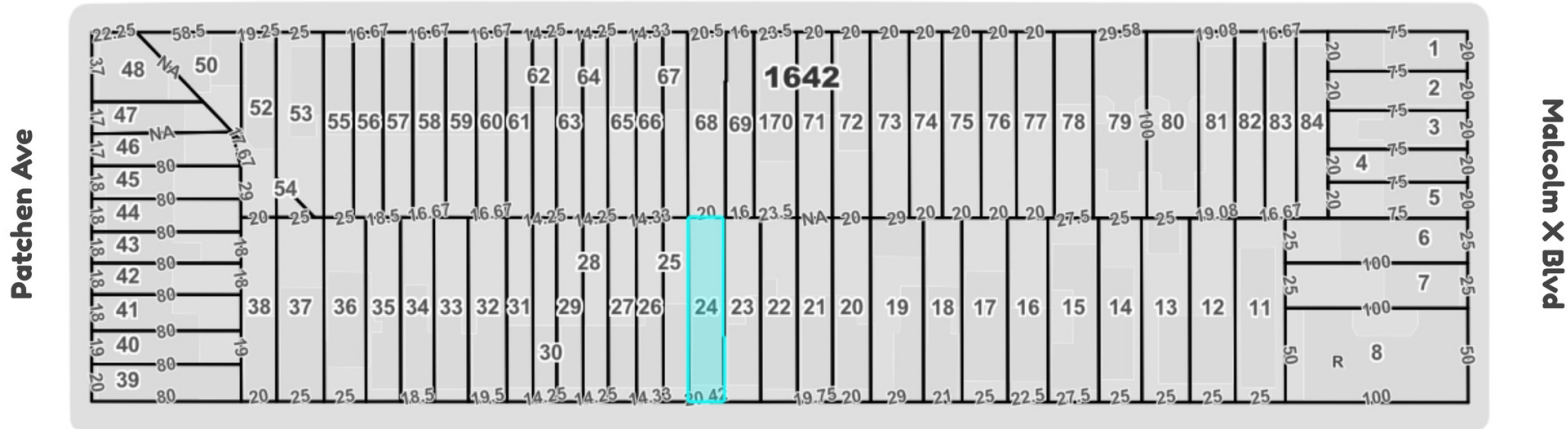 22.25 58.5 19.25 25 16.67 16.67 16.67 14.25 14.25 14.33 20.5 16 23.5 20 20 20 20 20 20 20 29.58 19.08 16.67 75
37 48 NA 50 62 64 67 1642 20 1 20
75
20 2 20
47 52 53 75
17 NA 55 56 57 58 59 60 61 63 65 66 68 69 170 71 72 73 74 75 76 77 78 79 100 80 81 82 83 84 3 20
46 17.67 75
17 80 20 4 20
45 29 54 75
18 80 20 5 20
44 20 25 25 18.5 16.67 16.67 14.25 14.25 14.33 20 16 23.5 NA 20 29 20 20 20 20 27.5 25 25 19.08 16.67 75
18 80
43 18 25 6 25
18 80 28 25 100
42 18 25 7 25
18 80 100
41 38 37 36 35 34 33 32 31 29 27 26 24 23 22 21 20 19 18 17 16 15 14 13 12 11
18 80
40 19 30 50 R 8 50
19 80
39
20 80 20 25 25 18.5 19.5 14.25 14.25 14.33 20.42 19.75 20 29 21 25 22.5 27.5 25 25 25 25 100
Patchen Ave
Malcolm X Blvd